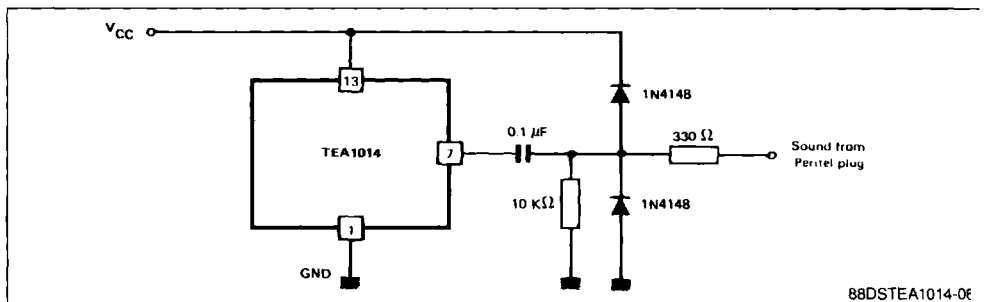 VCC
13
1N4148
0.1 µF
330 Ω
TEA1014
7
Sound from
Peritel plug
10 KΩ
1N4148
1
GND
88DSTEA1014-06